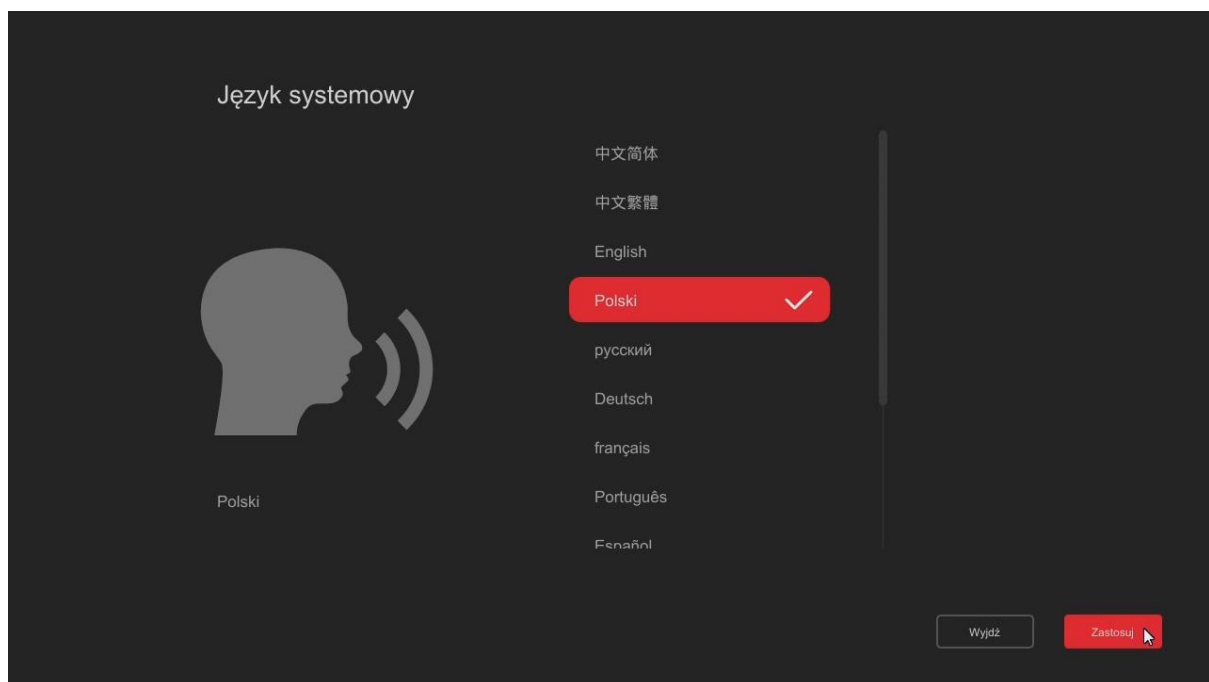 Język systemowy
中文简体
中文繁體
English
Polski
русский
Deutsch
français
Português
Español
Polski
Wyjdź
Zastosuj